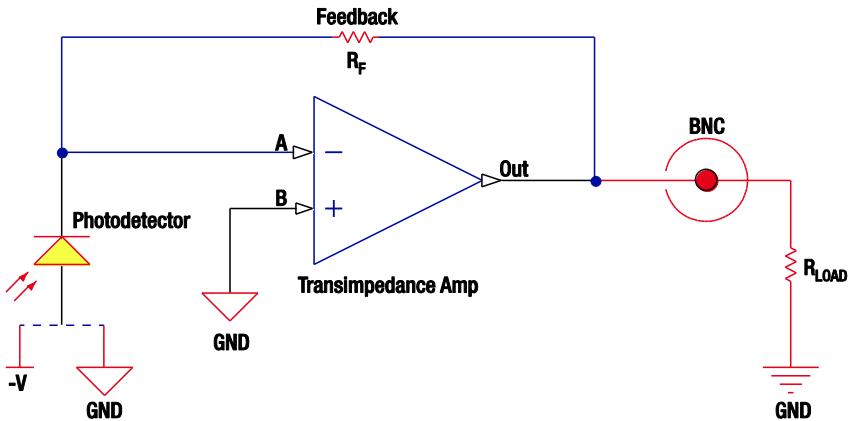 Feedback
RF
A
−
Out
BNC
B
+
Photodetector
Transimpedance Amp
RLOAD
GND
-V
GND
GND